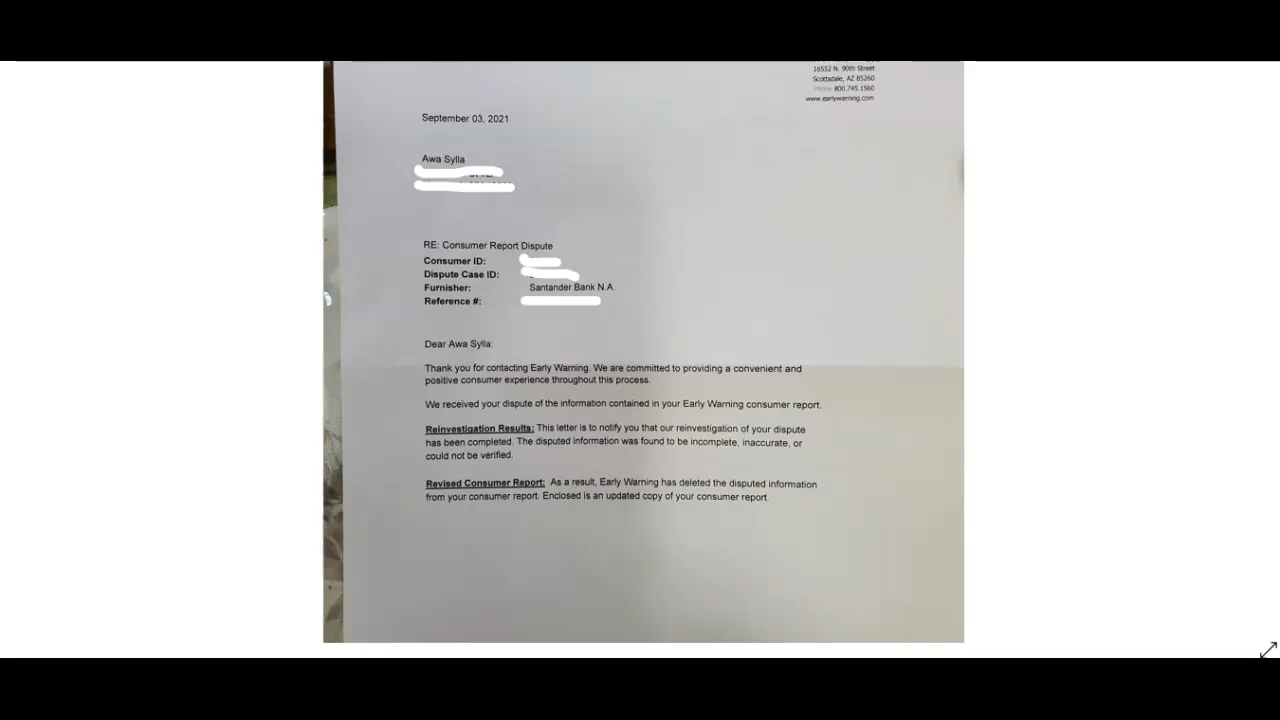 16552 N. 90th Street
Scottsdale, AZ 85260
Phone 800.745.1560
www.earlywarning.com
September 03, 2021
Awa Sylla
RE: Consumer Report Dispute
Consumer ID:
Dispute Case ID:
Furnisher: Santander Bank N.A.
Reference #:
Dear Awa Sylla:
Thank you for contacting Early Warning. We are committed to providing a convenient and
positive consumer experience throughout this process.
We received your dispute of the information contained in your Early Warning consumer report.
Reinvestigation Results: This letter is to notify you that our reinvestigation of your dispute
has been completed. The disputed information was found to be incomplete, inaccurate, or
could not be verified.
Revised Consumer Report: As a result, Early Warning has deleted the disputed information
from your consumer report. Enclosed is an updated copy of your consumer report.